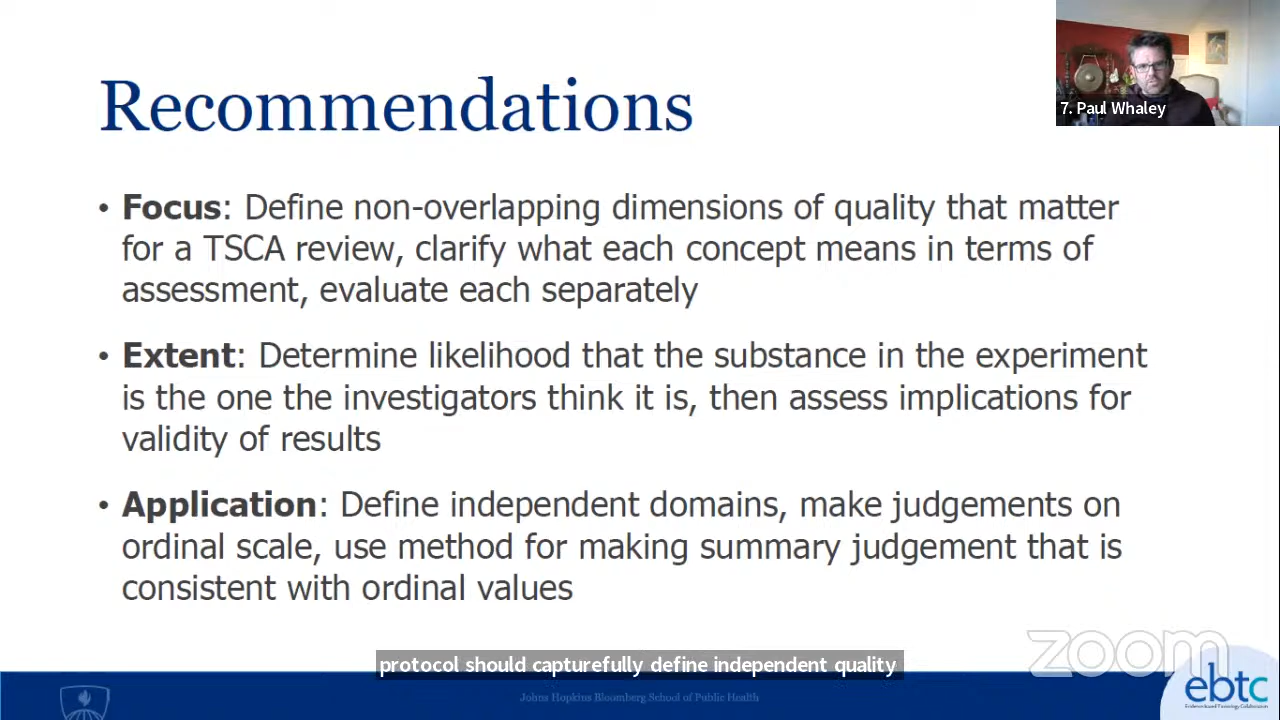 Recommendations
7. Paul Whaley
• Focus: Define non-overlapping dimensions of quality that matter
for a TSCA review, clarify what each concept means in terms of
assessment, evaluate each separately
• Extent: Determine likelihood that the substance in the experiment
is the one the investigators think it is, then assess implications for
validity of results
• Application: Define independent domains, make judgements on
ordinal scale, use method for making summary judgement that is
consistent with ordinal values
zoom
protocol should capturefully define independent quality
Johns Hopkins Bloomberg School of Public Health
ebtc
Evidence-based Toxicology Collaboration